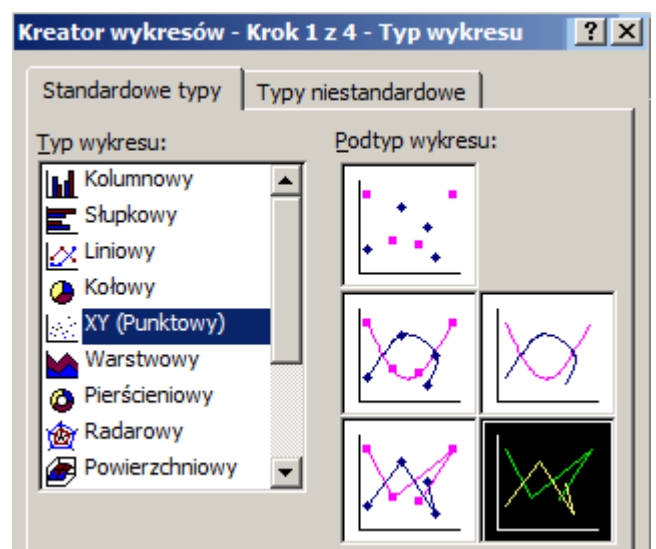 Kreator wykresów - Krok 1 z 4 - Typ wykresu
Standardowe typy
Typy niestandardowe
Typ wykresu:
Podtyp wykresu:
Kolumnowy
Słupkowy
Liniowy
Kołowy
XY (Punktowy)
Warstwowy
Pierścieniowy
Radarowy
Powierzchniowy